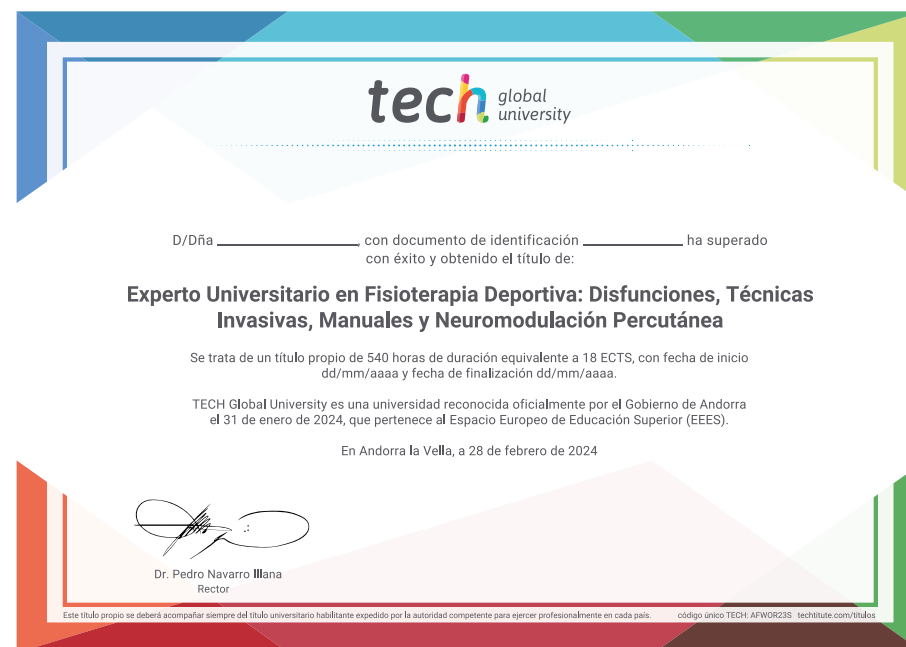 tech global university
D/Dña , con documento de identificación ha superado
con éxito y obtenido el título de:
Experto Universitario en Fisioterapia Deportiva: Disfunciones, Técnicas
Invasivas, Manuales y Neuromodulación Percutánea
Se trata de un título propio de 540 horas de duración equivalente a 18 ECTS, con fecha de inicio
dd/mm/aaaa y fecha de finalización dd/mm/aaaa.
TECH Global University es una universidad reconocida oficialmente por el Gobierno de Andorra
el 31 de enero de 2024, que pertenece al Espacio Europeo de Educación Superior (EEES).
En Andorra la Vella, a 28 de febrero de 2024
Dr. Pedro Navarro Illana
Rector
Este título propio se deberá acompañar siempre del título universitario habilitante expedido por la autoridad competente para ejercer profesionalmente en cada país. código único TECH: AFWOR23S techtitute.com/titulos